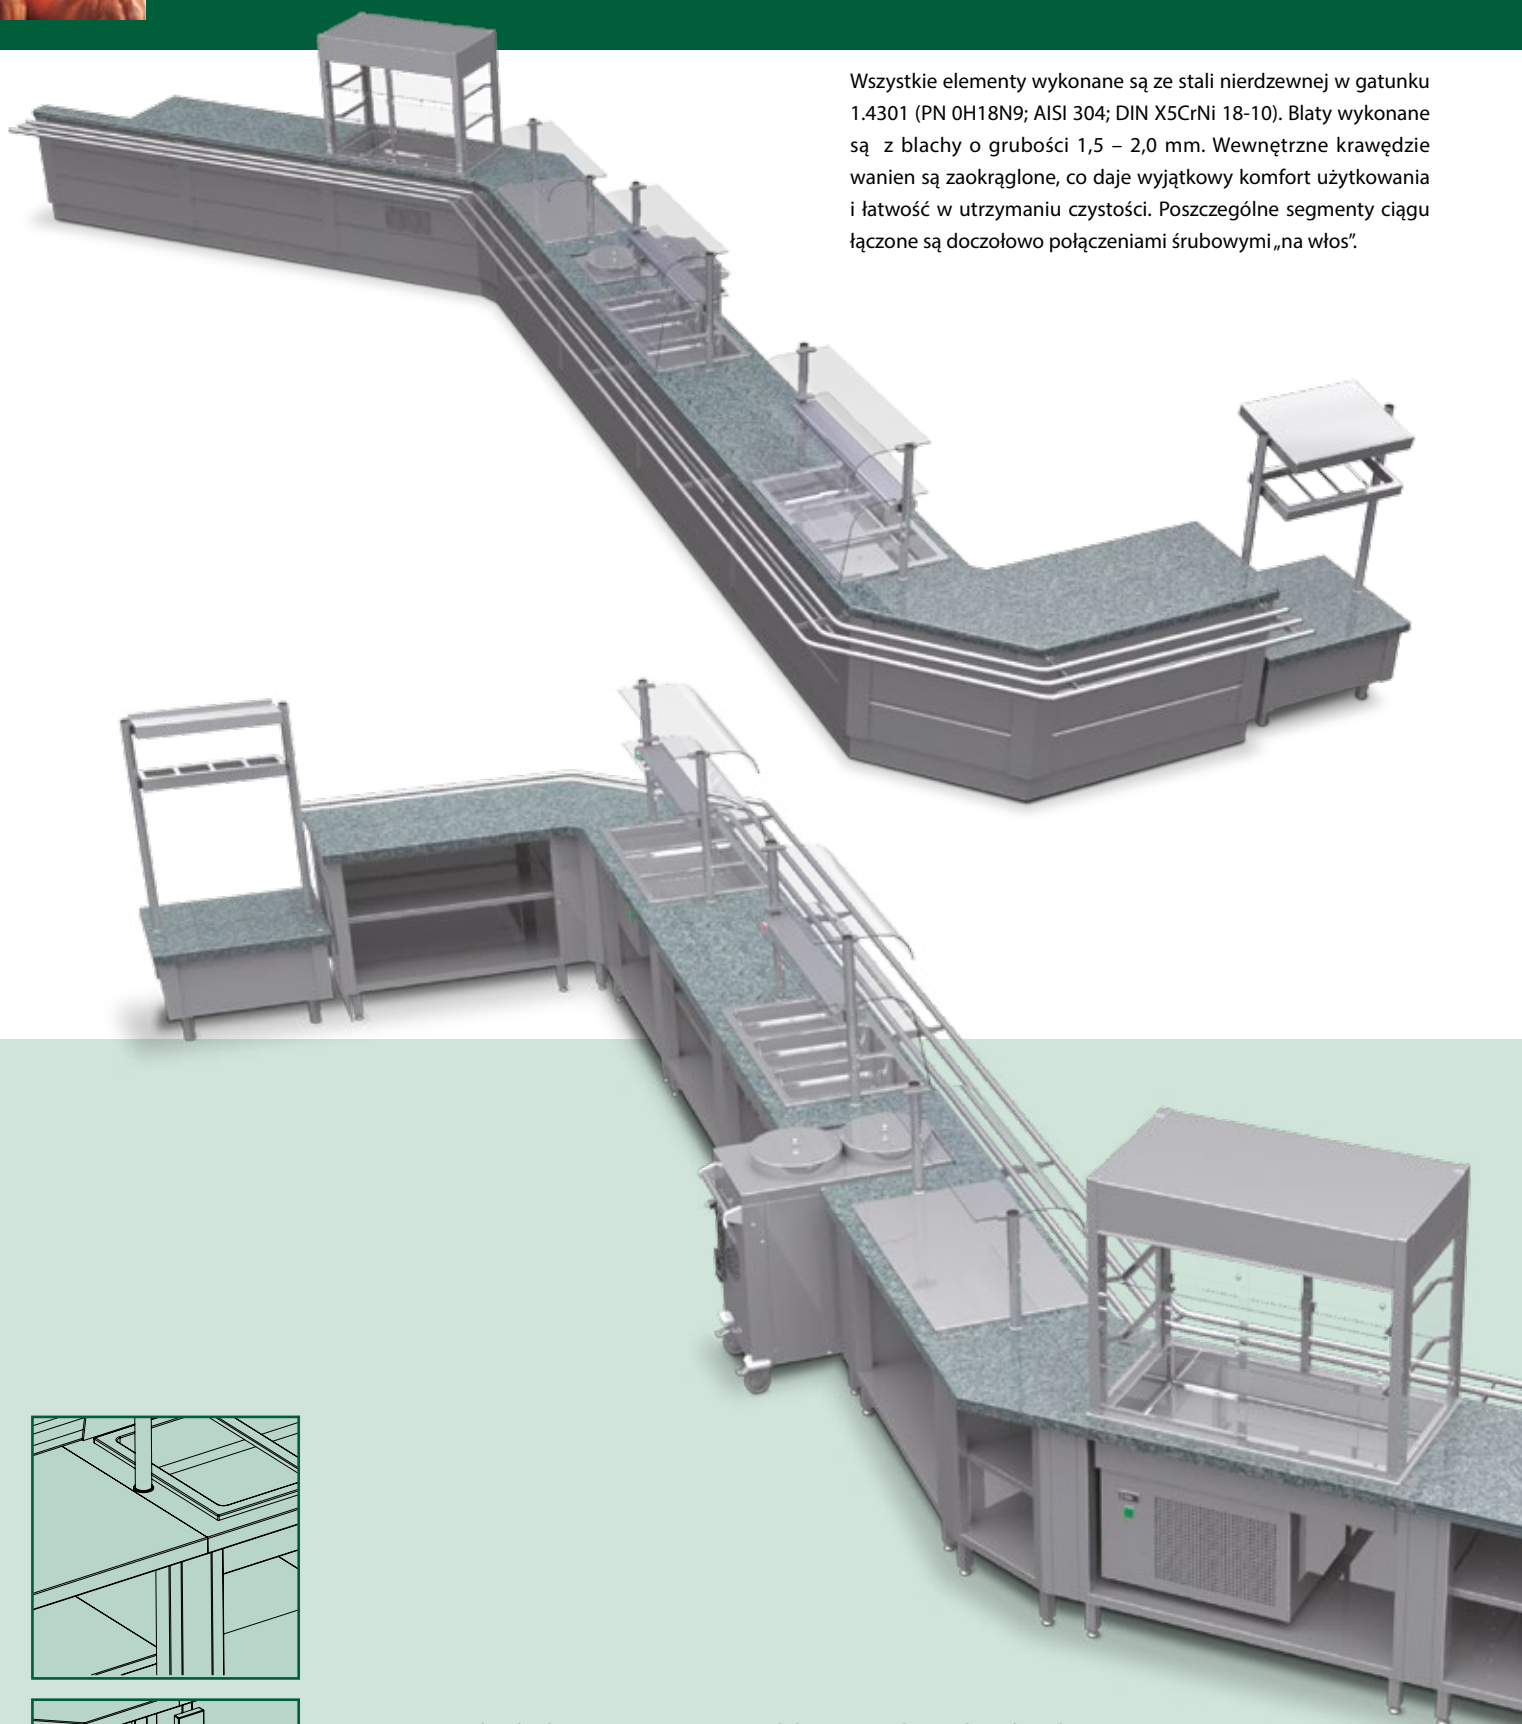 Wszystkie elementy wykonane są ze stali nierdzewnej w gatunku
1.4301 (PN 0H18N9; AISI 304; DIN X5CrNi 18-10). Blaty wykonane
są z blachy o grubości 1,5 – 2,0 mm. Wewnętrzne krawędzie
wanien są zaokrąglone, co daje wyjątkowy komfort użytkowania
i łatwość w utrzymaniu czystości. Poszczególne segmenty ciągu
łączone są doczołowo połączeniami śrubowymi „na włos”.